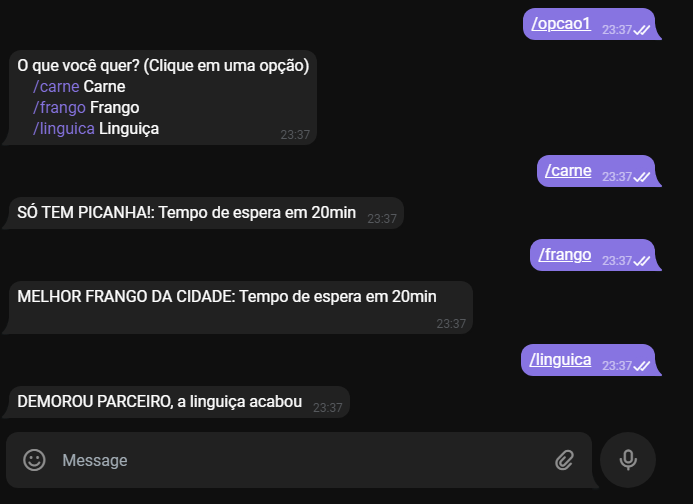 /opcao1 23:37
O que você quer? (Clique em uma opção)
/carne Carne
/frango Frango
/linguica Linguiça
23:37
/carne 23:37
SÓ TEM PICANHA!: Tempo de espera em 20min 23:37
/frango 23:37
MELHOR FRANGO DA CIDADE: Tempo de espera em 20min
23:37
/linguica 23:37
DEMOROU PARCEIRO, a linguiça acabou 23:37
Message